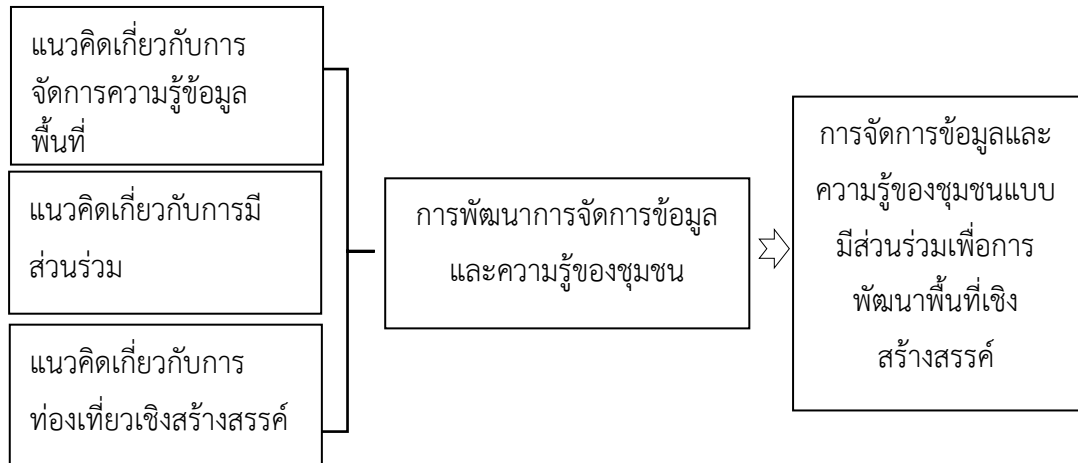 แนวคิดเกี่ยวกับการ
จัดการความรู้ข้อมูล
พื้นที่
แนวคิดเกี่ยวกับการมี
ส่วนร่วม
แนวคิดเกี่ยวกับการ
ท่องเที่ยวเชิงสร้างสรรค์
การพัฒนาการจัดการข้อมูล
และความรู้ของชุมชน
การจัดการข้อมูลและ
ความรู้ของชุมชนแบบ
มีส่วนร่วมเพื่อการ
พัฒนาพื้นที่เชิง
สร้างสรรค์